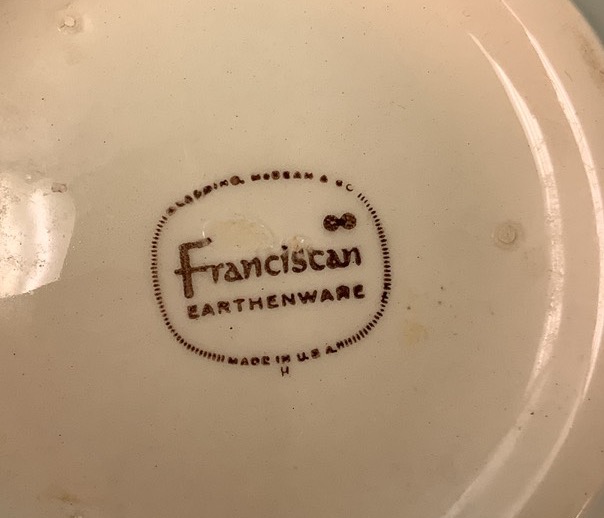 GLADDING, McBEAN & CO
Franciscan
EARTHENWARE
MADE IN U.S.A.
H